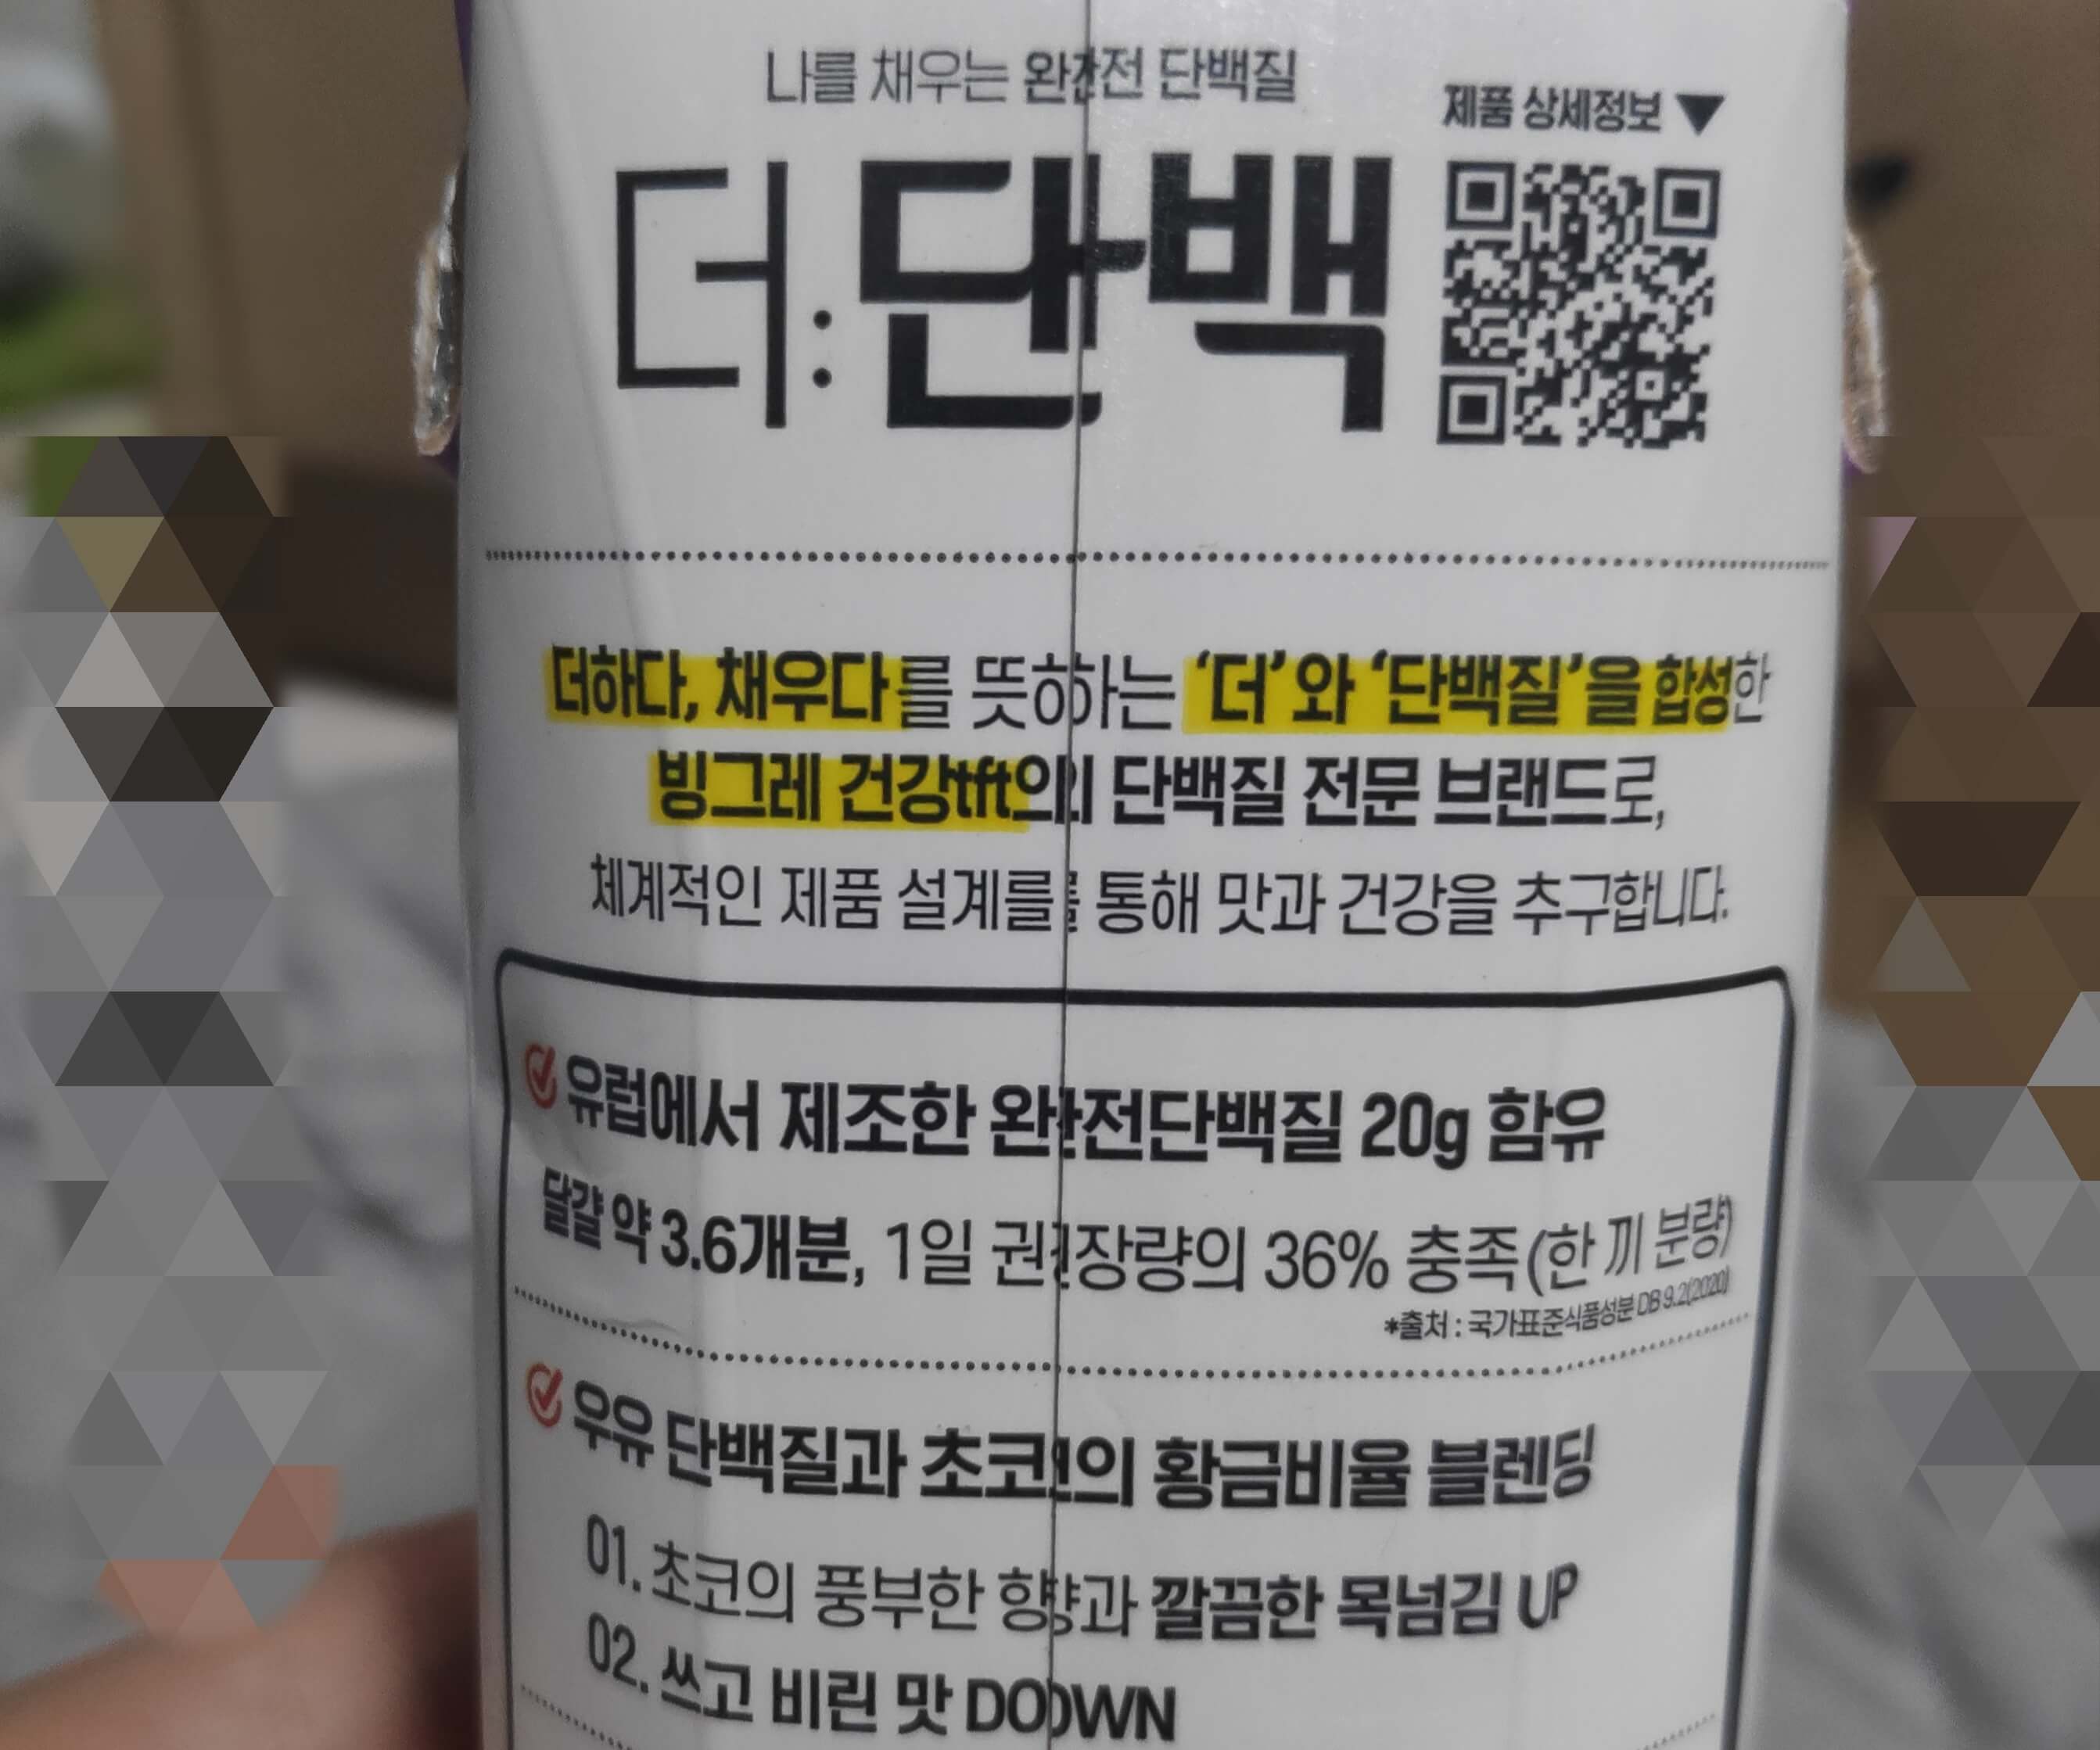 나를 채우는 완전 단백질
제품 상세정보 ▼
더:단백
더하다, 채우다를 뜻하는 ‘더’와 ‘단백질’을 합성한
빙그레 건강tft의 단백질 전문 브랜드로,
체계적인 제품 설계를 통해 맛과 건강을 추구합니다.
유럽에서 제조한 완전단백질 20g 함유
달걀 약 3.6개분, 1일 권장량의 36% 충족(한 끼 분량)
*출처 : 국가표준식품성분 DB 9.2(2020)
우유 단백질과 초코의 황금비율 블렌딩
01. 초코의 풍부한 향과 깔끔한 목넘김 UP
02. 쓰고 비린 맛 DOWN